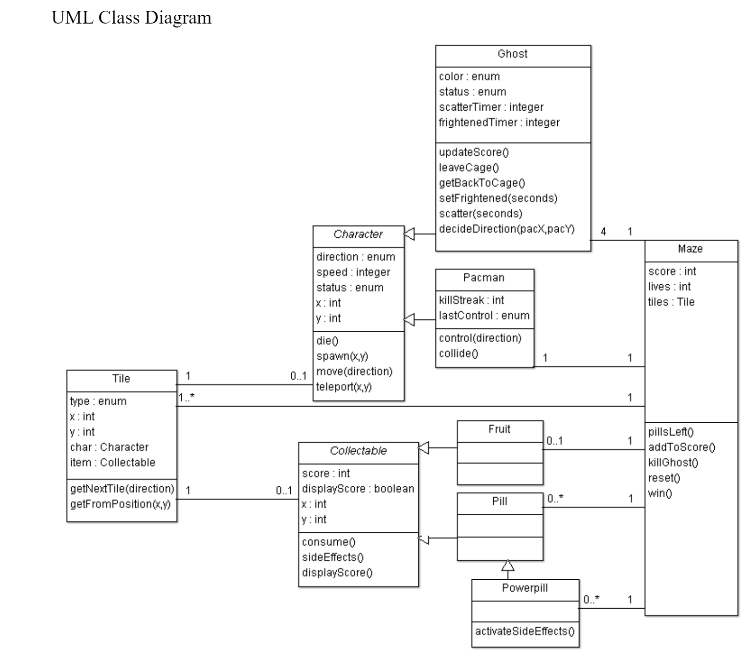 UML Class Diagram
Ghost
color : enum
status : enum
scatterTimer : integer
frightenedTimer : integer
updateScore()
leaveCage()
getBackToCage()
setFrightened(seconds)
scatter(seconds)
decideDirection(pacX,pacY)
4 1
Character
direction : enum
speed : integer
status : enum
x : int
y : int
die()
spawn(x,y)
move(direction)
teleport(x,y)
Pacman
killStreak : int
lastControl : enum
control(direction)
collide()
1 1
Maze
score : int
lives : int
tiles : Tile
pillsLeft()
addToScore()
killGhost()
reset()
win()
Tile
type : enum
x : int
y : int
char : Character
item : Collectable
getNextTile(direction)
getFromPosition(x,y)
1 0..1
1..* 1
1 0..1
Collectable
score : int
displayScore : boolean
x : int
y : int
consume()
sideEffects()
displayScore()
Fruit
0..1 1
Pill
0..* 1
Powerpill
activateSideEffects()
0..* 1